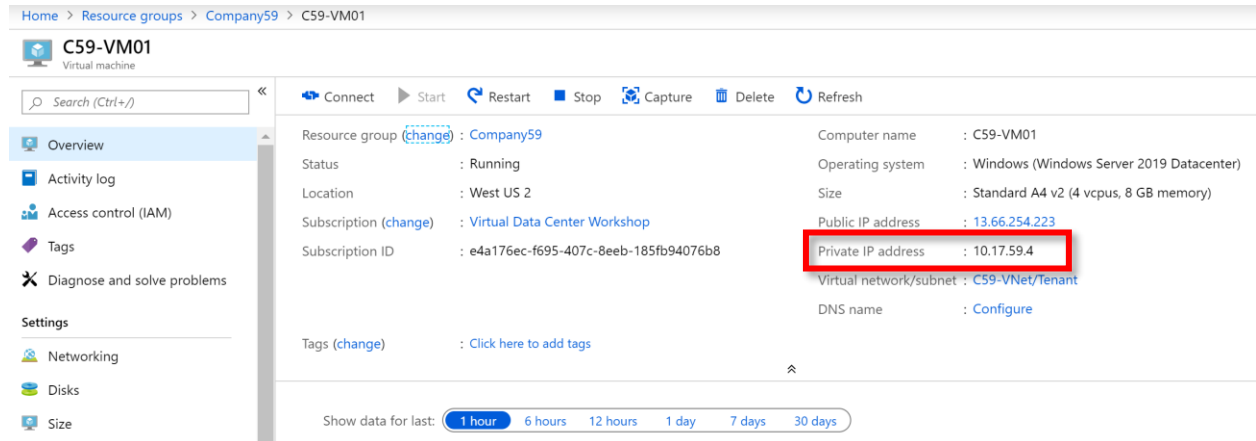 Home > Resource groups > Company59 > C59-VM01
C59-VM01
Virtual machine
Search (Ctrl+/)
«
Overview
Activity log
Access control (IAM)
Tags
Diagnose and solve problems
Settings
Networking
Disks
Size
Connect Start Restart Stop Capture Delete Refresh
Resource group (change) : Company59
Status : Running
Location : West US 2
Subscription (change) : Virtual Data Center Workshop
Subscription ID : e4a176ec-f695-407c-8eeb-185fb94076b8
Computer name : C59-VM01
Operating system : Windows (Windows Server 2019 Datacenter)
Size : Standard A4 v2 (4 vcpus, 8 GB memory)
Public IP address : 13.66.254.223
Private IP address : 10.17.59.4
Virtual network/subnet : C59-VNet/Tenant
DNS name : Configure
Tags (change) : Click here to add tags
Show data for last: 1 hour 6 hours 12 hours 1 day 7 days 30 days